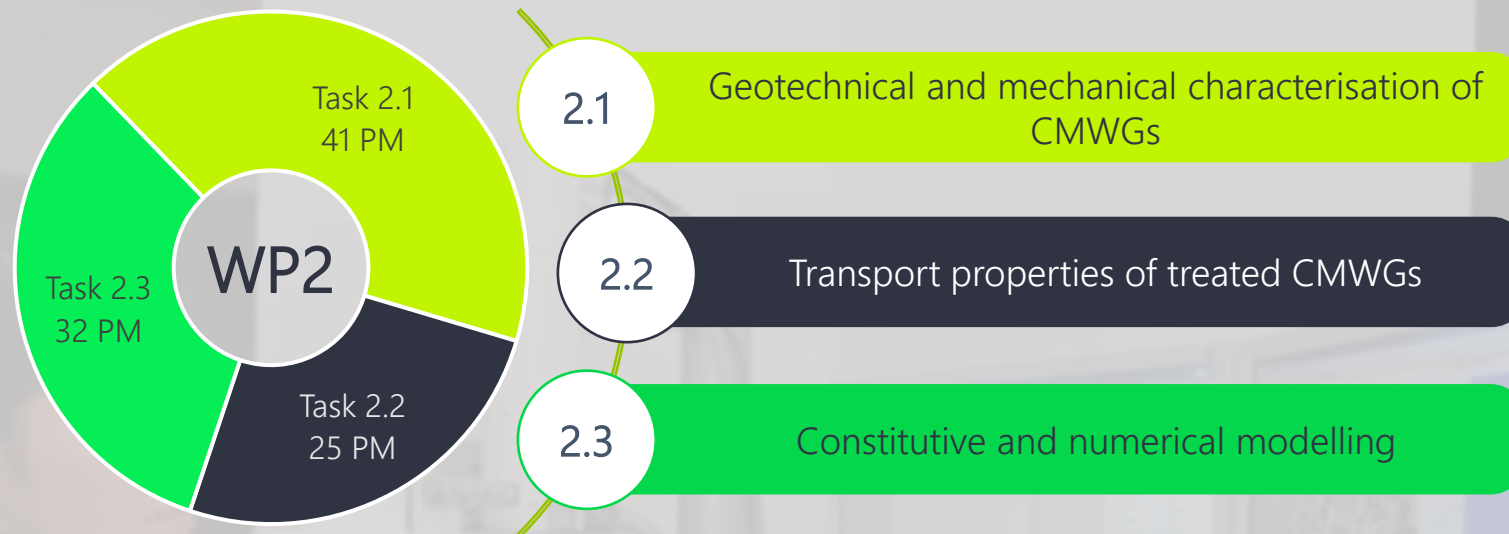 Task 2.1
41 PM
Task 2.3
32 PM
WP2
Task 2.2
25 PM
2.1
Geotechnical and mechanical characterisation of
CMWGs
2.2
Transport properties of treated CMWGs
2.3
Constitutive and numerical modelling